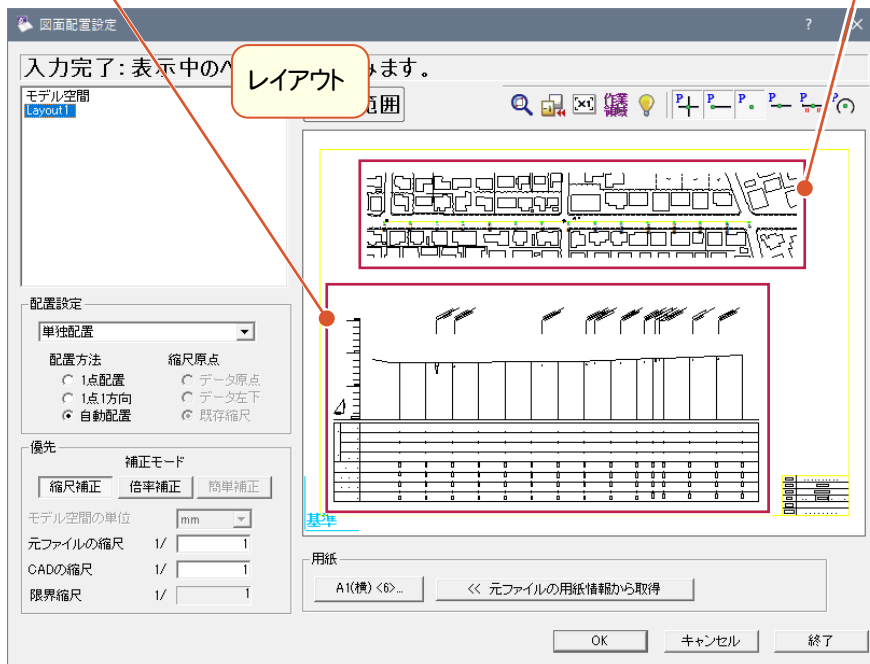 図面配置設定
? ×
入力完了：表示中のペ
みます。
レイアウト
モデル空間
Layout1
範囲
×1
作業
領域
P P P P P P
配置設定
単独配置
配置方法 縮尺原点
1点配置 データ原点
1点1方向 データ左下
自動配置 既存縮尺
優先
補正モード
縮尺補正 倍率補正 簡単補正
モデル空間の単位 mm
元ファイルの縮尺 1/ 1
CADの縮尺 1/ 1
限界縮尺 1/ 1
基準
用紙
A1(横) <6>... << 元ファイルの用紙情報から取得
OK キャンセル 終了